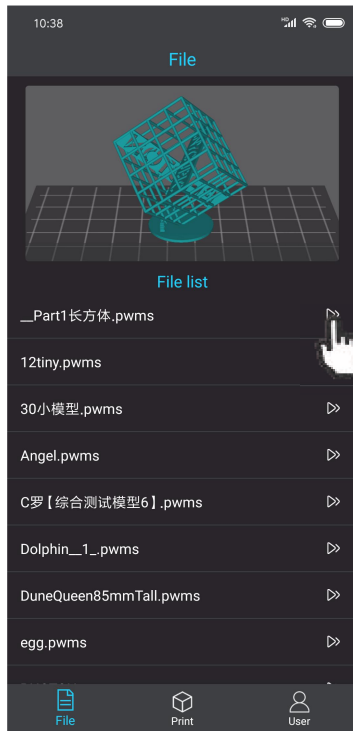 10:38
File
File list
__Part1长方体.pwms
12tiny.pwms
30小模型.pwms
Angel.pwms
C罗【综合测试模型6】.pwms
Dolphin__1_.pwms
DuneQueen85mmTall.pwms
egg.pwms
File
Print
User